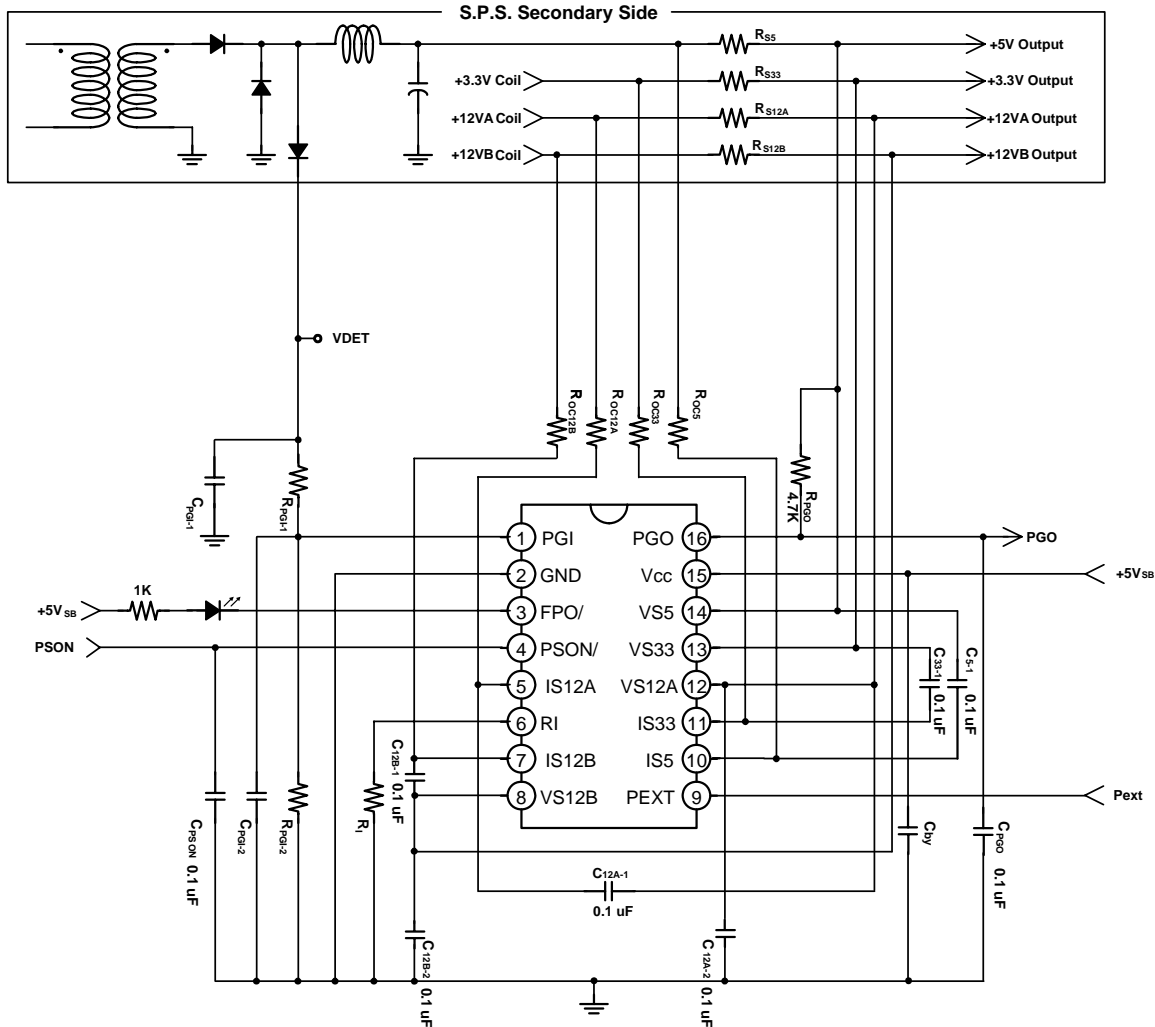 S.P.S. Secondary Side
RS5
+5V Output
+3.3V Coil
RS33
+3.3V Output
+12VA Coil
RS12A
+12VA Output
+12VB Coil
RS12B
+12VB Output
VDET
ROC12B
ROC12A
ROC33
ROC5
RPGO
4.7K
CPGI-1
RPGI-1
1 PGI
PGO 16
PGO
2 GND
Vcc 15
+5VSB
+5VSB
1K
3 FPO/
VS5 14
PSON
4 PSON/
VS33 13
5 IS12A
VS12A 12
C33-1
0.1 uF
C5-1
0.1 uF
6 RI
IS33 11
7 IS12B
IS5 10
C12B-1
0.1 uF
8 VS12B
PEXT 9
Pext
CPSON
0.1 uF
CPGI-2
RPGI-2
RI
Cby
CPGO
0.1 uF
C12A-1
0.1 uF
C12B-2
0.1 uF
C12A-2
0.1 uF